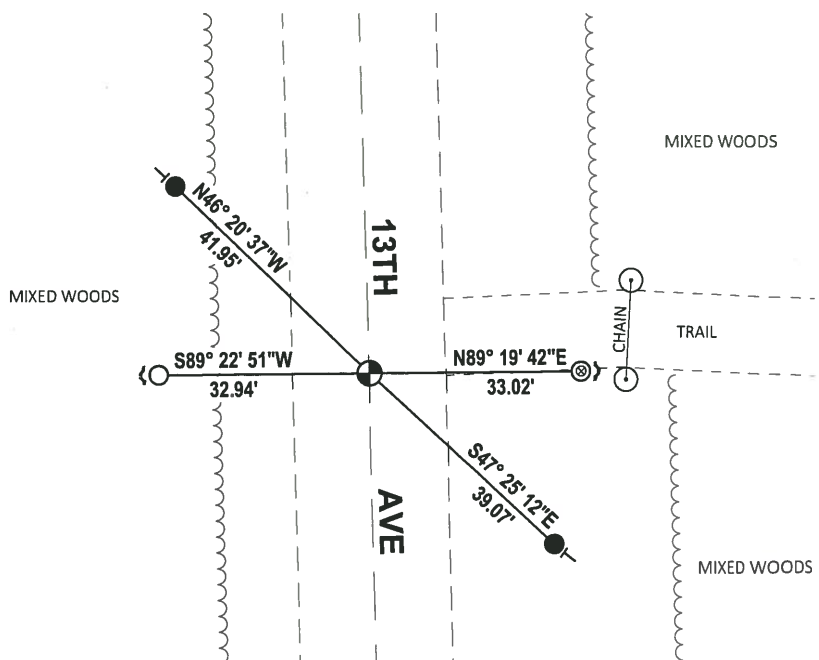 MIXED WOODS
N46° 20' 37"W
41.95'
13TH
MIXED WOODS
CHAIN
TRAIL
S89° 22' 51"W
32.94'
N89° 19' 42"E
33.02'
S47° 25' 12"E
39.07'
AVE
MIXED WOODS